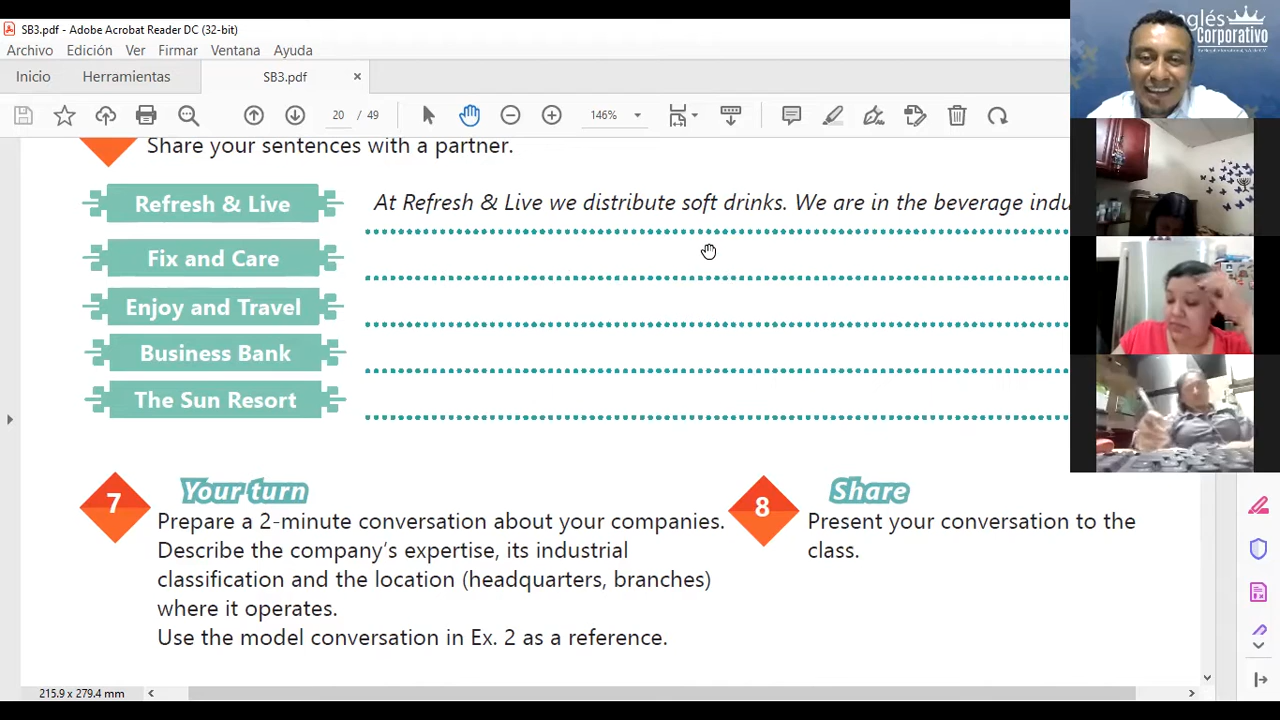 SB3.pdf - Adobe Acrobat Reader DC (32-bit)
Archivo Edición Ver Firmar Ventana Ayuda
Inicio Herramientas SB3.pdf ×
20 / 49 146%
Share your sentences with a partner.
Refresh & Live At Refresh & Live we distribute soft drinks. We are in the beverage indu
Fix and Care
Enjoy and Travel
Business Bank
The Sun Resort
7 Your turn
Prepare a 2-minute conversation about your companies.
Describe the company's expertise, its industrial
classification and the location (headquarters, branches)
where it operates.
Use the model conversation in Ex. 2 as a reference.
8 Share
Present your conversation to the
class.
215.9 x 279.4 mm
Inglés
Corporativo